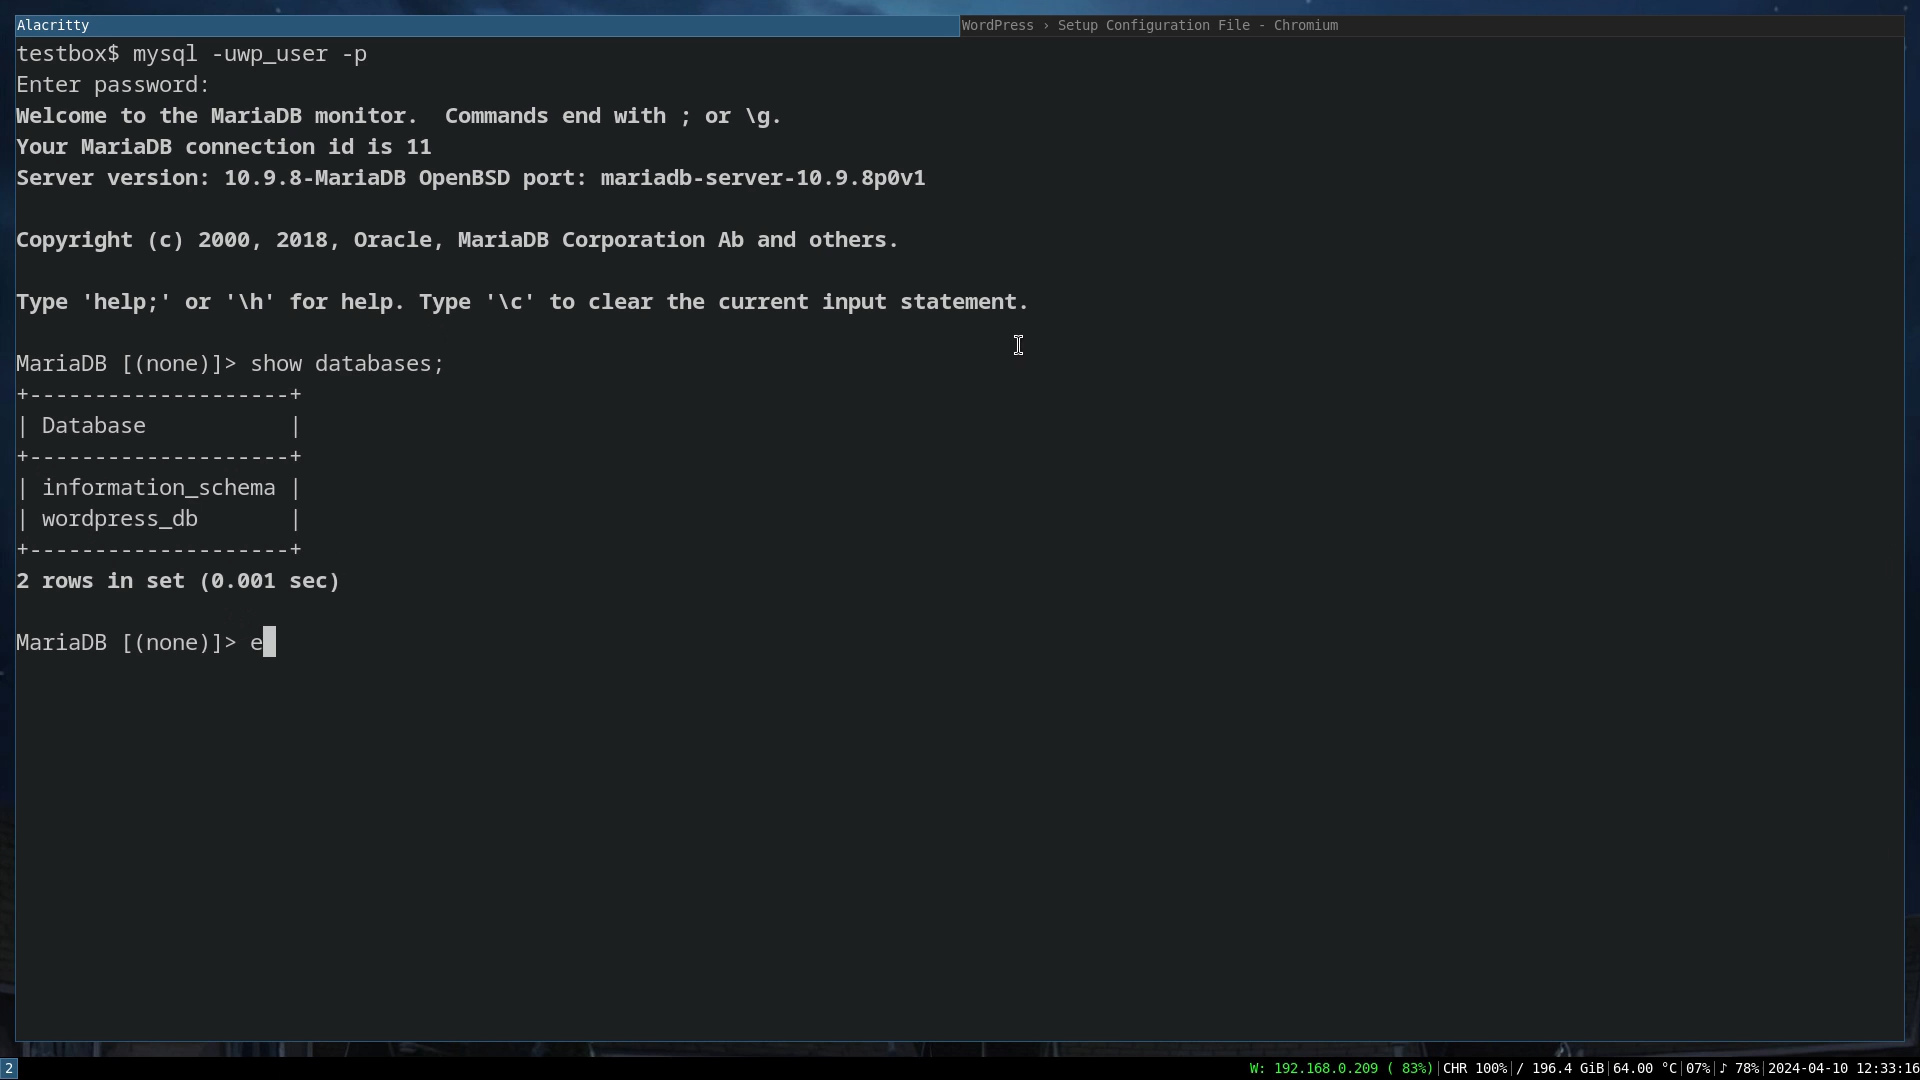 Alacritty
WordPress › Setup Configuration File - Chromium
testbox$ mysql -uwp_user -p
Enter password:
Welcome to the MariaDB monitor.  Commands end with ; or \g.
Your MariaDB connection id is 11
Server version: 10.9.8-MariaDB OpenBSD port: mariadb-server-10.9.8p0v1

Copyright (c) 2000, 2018, Oracle, MariaDB Corporation Ab and others.

Type 'help;' or '\h' for help. Type '\c' to clear the current input statement.

MariaDB [(none)]> show databases;
+--------------------+
| Database           |
+--------------------+
| information_schema |
| wordpress_db       |
+--------------------+
2 rows in set (0.001 sec)

MariaDB [(none)]> e
2
W: 192.168.0.209 ( 83%)|CHR 100%|/ 196.4 GiB|64.00 °C|07%|♪ 78%|2024-04-10 12:33:16